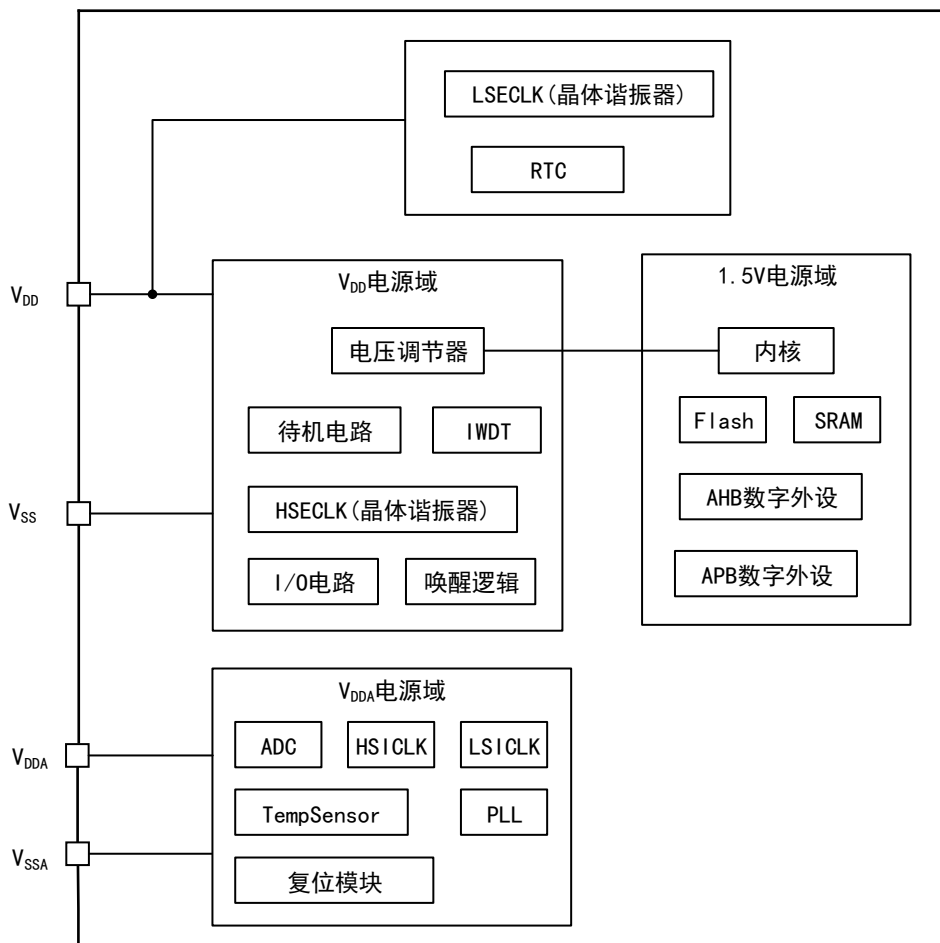 LSECLK(晶体谐振器)
RTC
V_DD
V_DD电源域
电压调节器
待机电路
IWDT
HSECLK(晶体谐振器)
I/O电路
唤醒逻辑
1.5V电源域
内核
Flash
SRAM
AHB数字外设
APB数字外设
V_SS
V_DDA电源域
ADC
HSICLK
LSICLK
TempSensor
PLL
复位模块
V_DDA
V_SSA